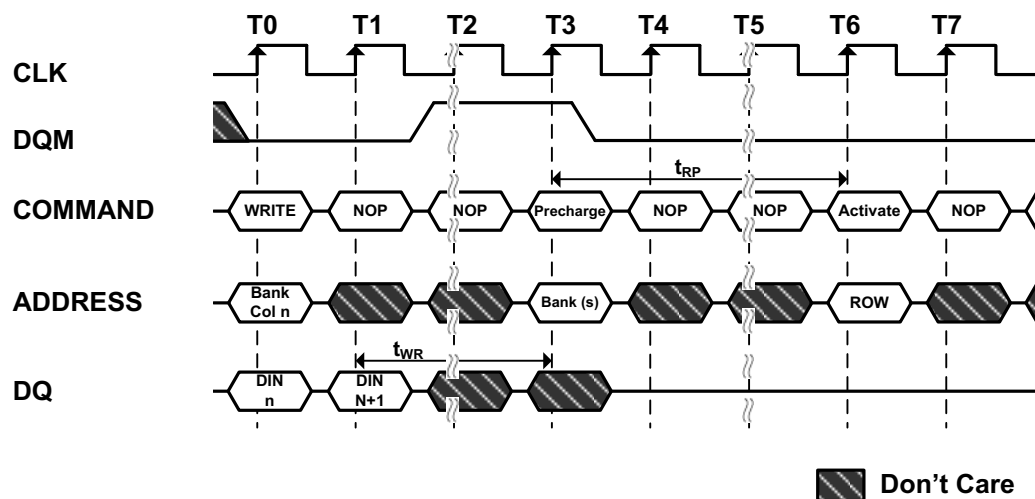 T0 T1 T2 T3 T4 T5 T6 T7
CLK
DQM
tRP
COMMAND WRITE NOP NOP Precharge NOP NOP Activate NOP
ADDRESS Bank Col n Bank (s) ROW
tWR
DQ DIN n DIN N+1
Don't Care